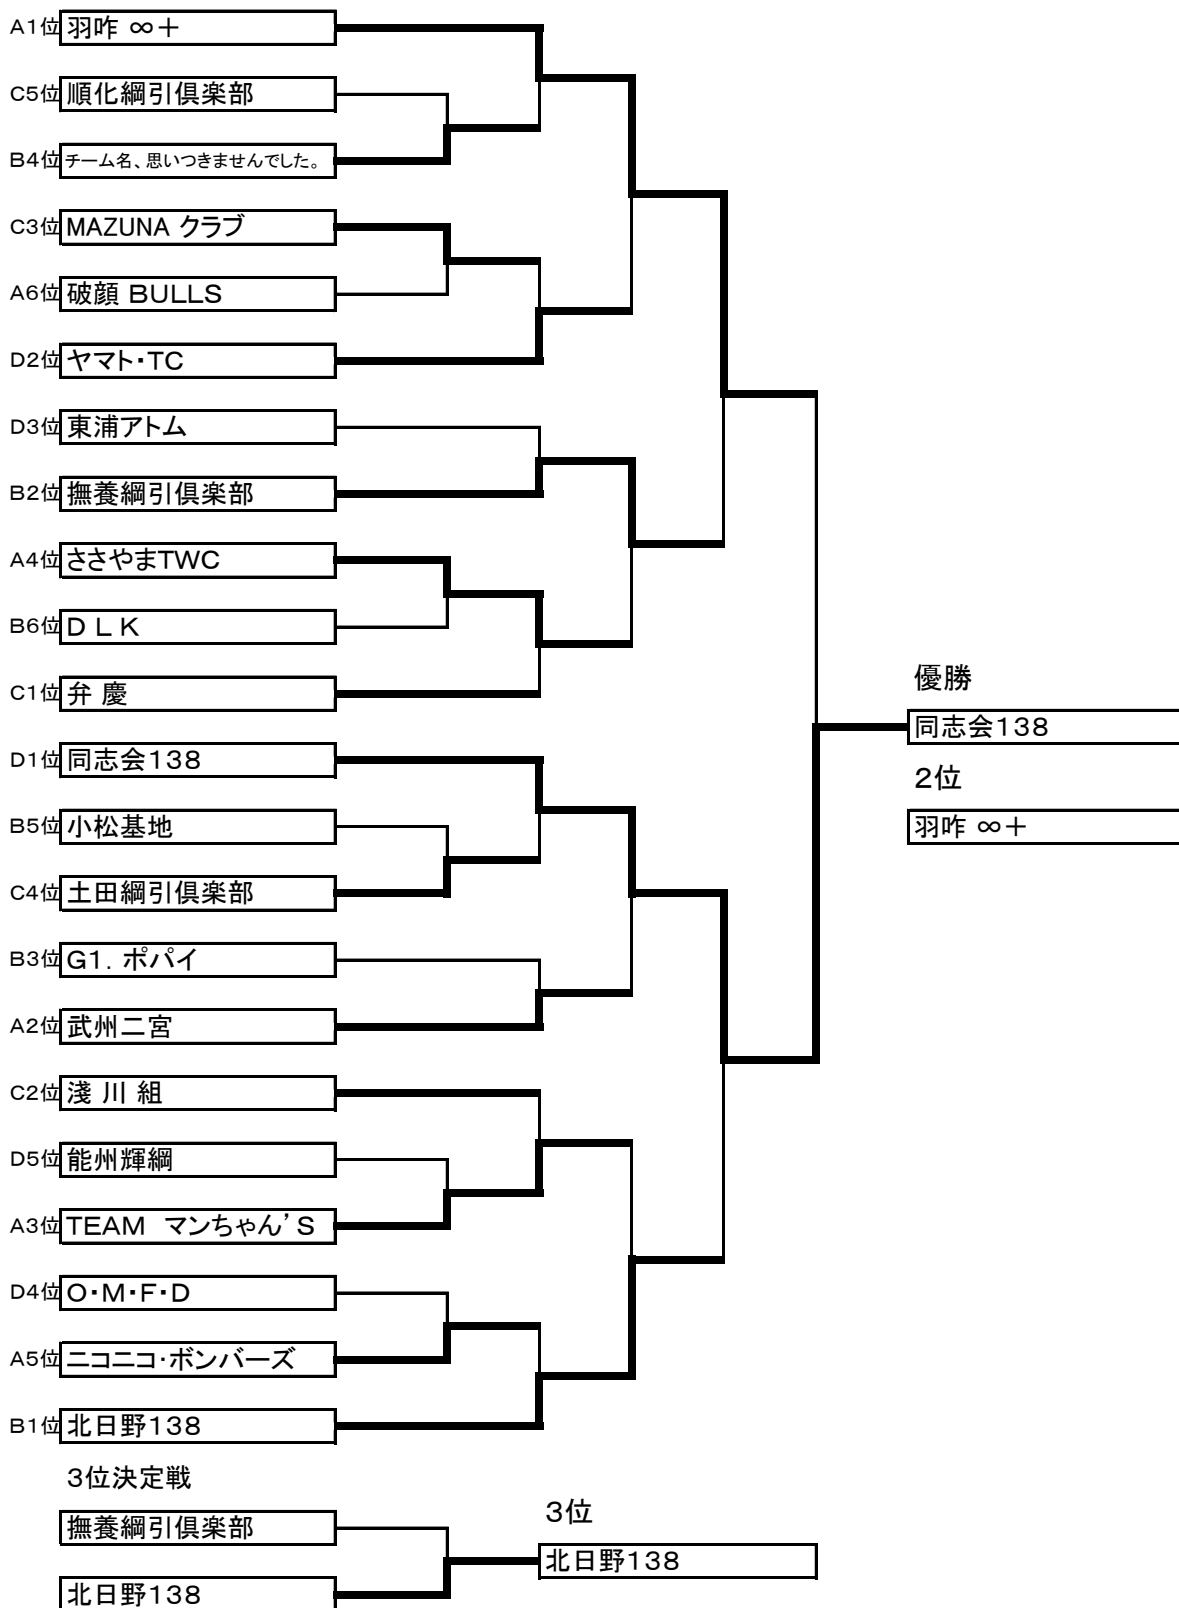 A1位 羽咋 ∞＋
C5位 順化綱引倶楽部
B4位 チーム名、思いつきませんでした。
C3位 MAZUNA クラブ
A6位 破顔 BULLS
D2位 ヤマト・TC
D3位 東浦アトム
B2位 撫養綱引倶楽部
A4位 ささやまTWC
B6位 D L K
C1位 弁 慶
D1位 同志会138
B5位 小松基地
C4位 土田綱引倶楽部
B3位 G1. ポパイ
A2位 武州二宮
C2位 淺 川 組
D5位 能州輝綱
A3位 TEAM　マンちゃん’S
D4位 O・M・F・D
A5位 ニコニコ・ボンバーズ
B1位 北日野138
優勝
同志会138
2位
羽咋 ∞＋
3位決定戦
撫養綱引倶楽部
北日野138
3位
北日野138